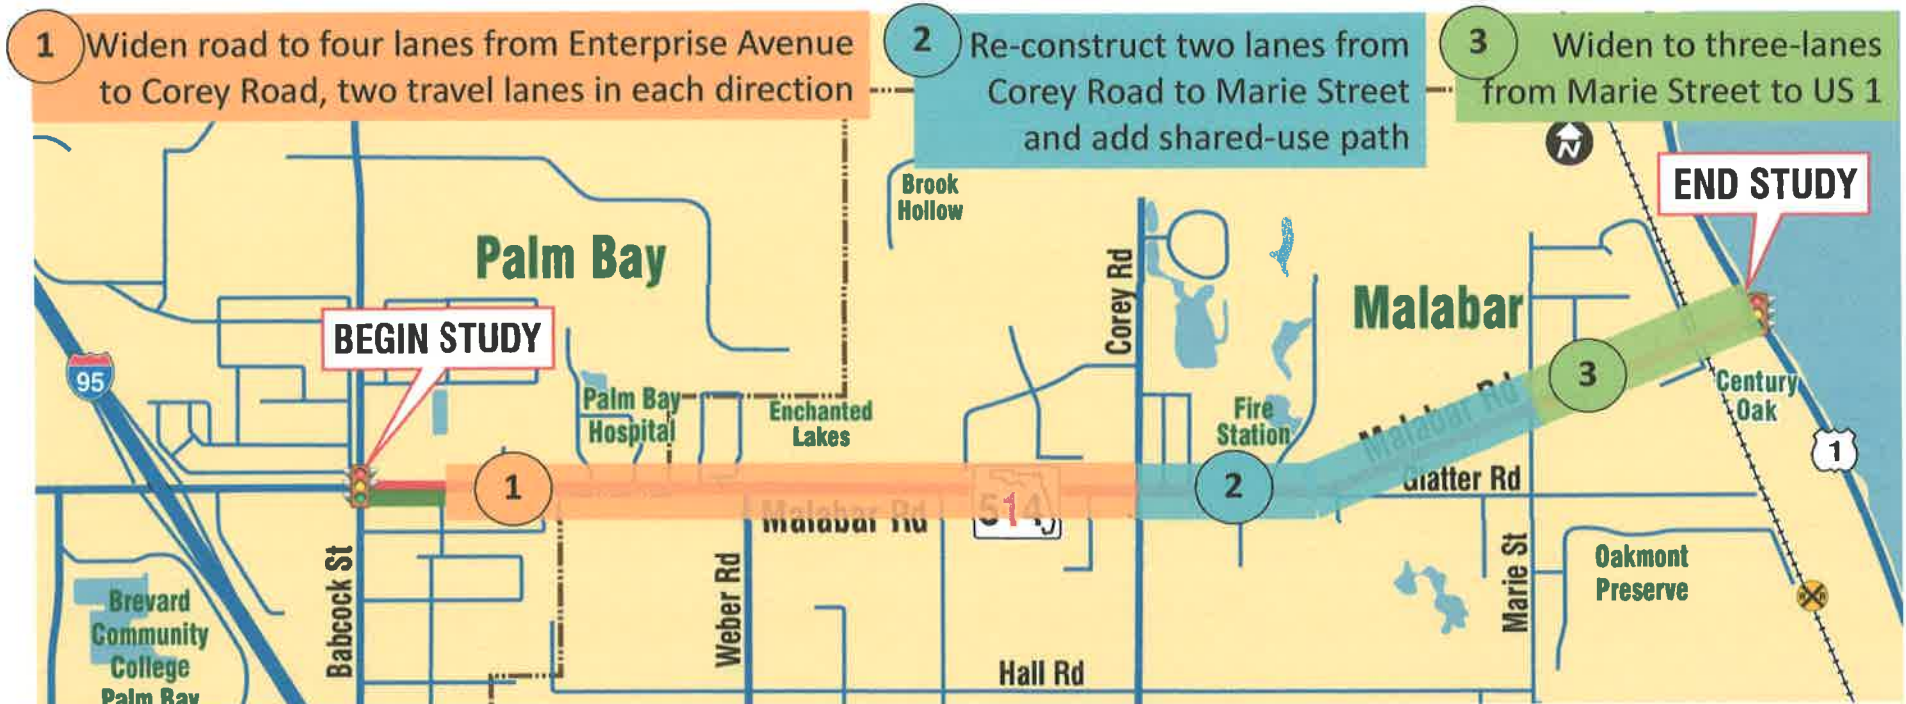 1
Widen road to four lanes from Enterprise Avenue
to Corey Road, two travel lanes in each direction
2
Re-construct two lanes from
Corey Road to Marie Street
and add shared-use path
3
Widen to three-lanes
from Marie Street to US 1
N
END STUDY
Brook
Hollow
Palm Bay
Corey Rd
Malabar
BEGIN STUDY
95
Palm Bay
Hospital
Enchanted
Lakes
Fire
Station
Malabar Rd
3
Century
Oak
1
1
2
Glatter Rd
Malabar Rd
514
Babcock St
Weber Rd
Marie St
Oakmont
Preserve
RXR
Brevard
Community
College
Palm Bay
Hall Rd